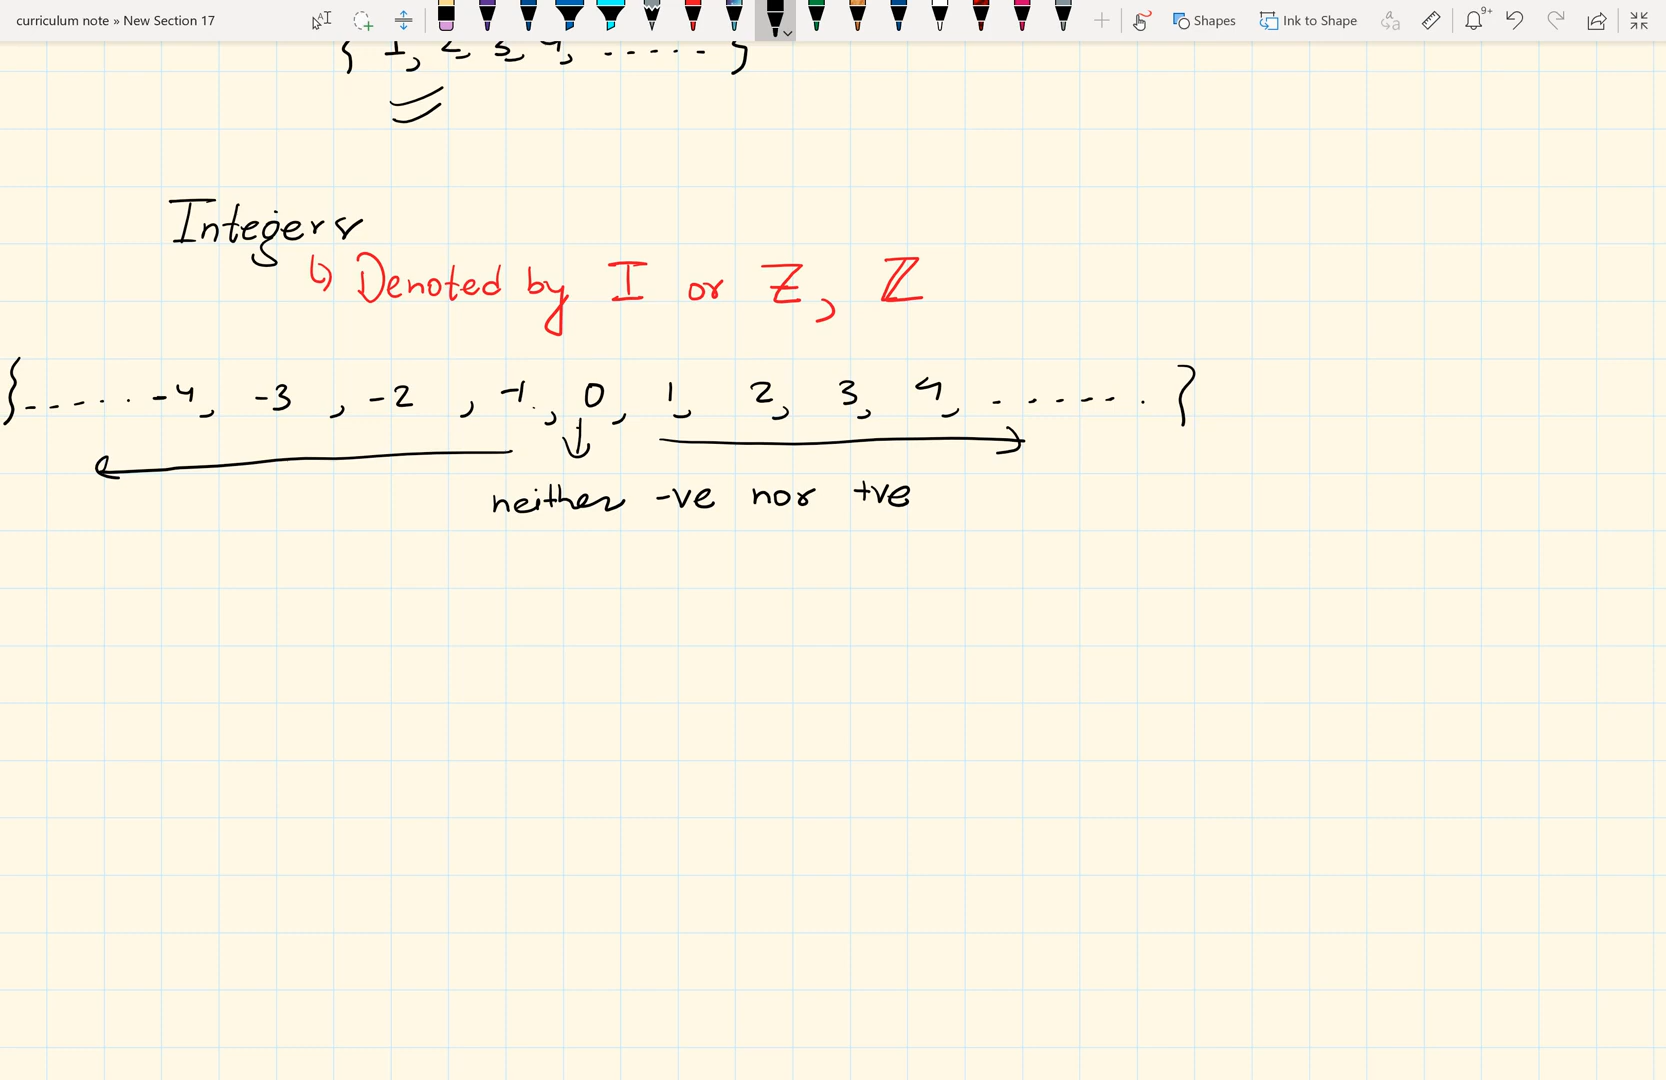 curriculum note » New Section 17
Shapes
Ink to Shape
9+
{ 1, 2, 3, 4, ...... }
Integers
Denoted by I or Z, ℤ
{ ...... -4, -3, -2, -1, 0, 1, 2, 3, 4, ...... }
neither -ve nor +ve